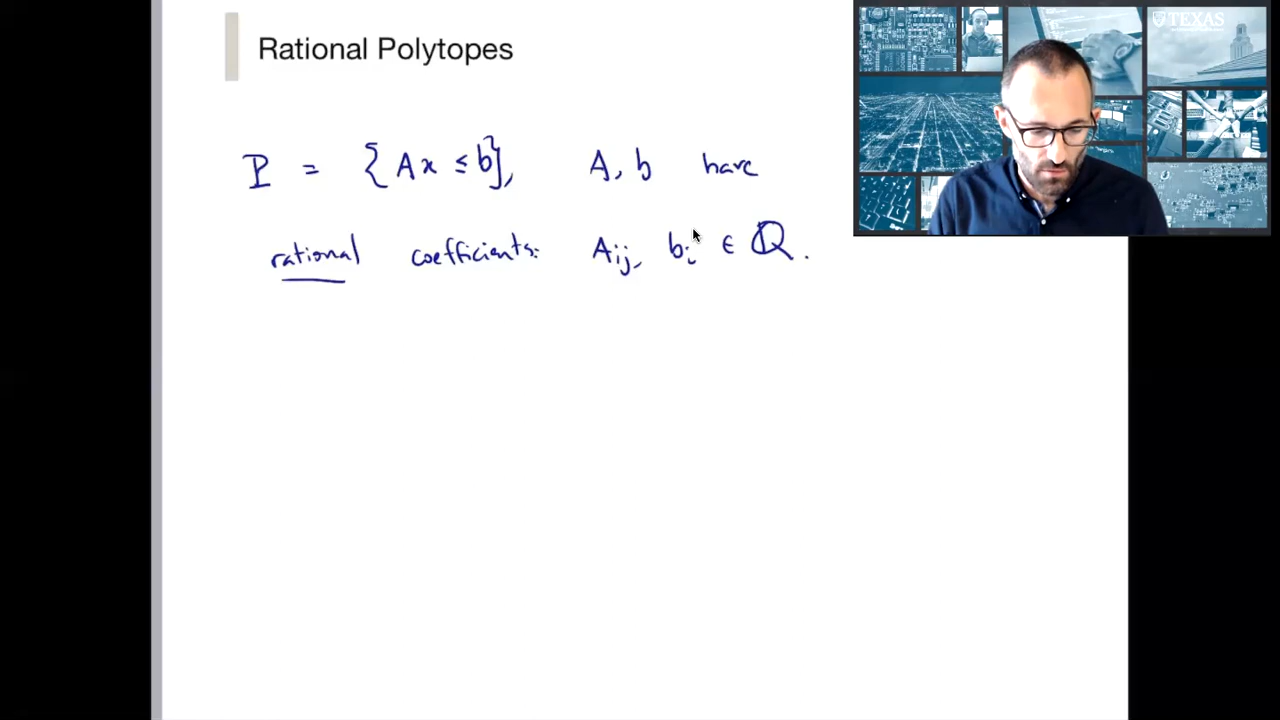 Rational Polytopes
TEXAS
P = {Ax ≤ b}, A, b have
rational coefficients: Aij, bi ∈ ℚ.